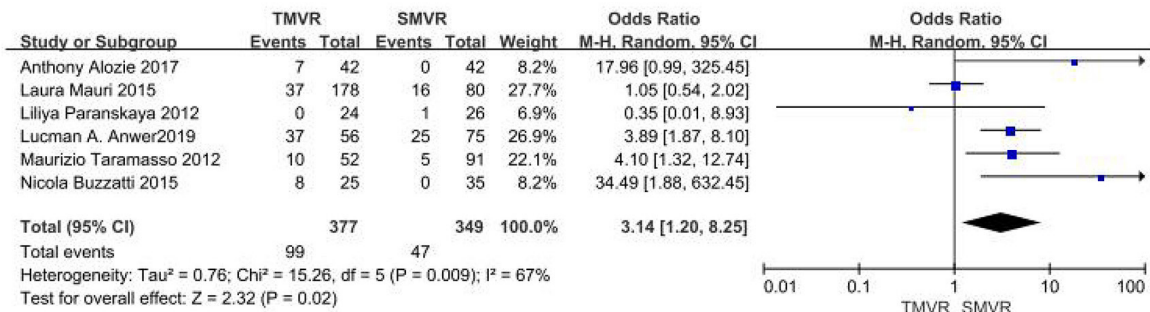 TMVR SMVR Odds Ratio Odds Ratio
Study or Subgroup Events Total Events Total Weight M-H. Random. 95% CI M-H. Random. 95% CI
Anthony Alozie 2017 7 42 0 42 8.2% 17.96 [0.99, 325.45]
Laura Mauri 2015 37 178 16 80 27.7% 1.05 [0.54, 2.02]
Liliya Paranskaya 2012 0 24 1 26 6.9% 0.35 [0.01, 8.93]
Lucman A. Anwer2019 37 56 25 75 26.9% 3.89 [1.87, 8.10]
Maurizio Taramasso 2012 10 52 5 91 22.1% 4.10 [1.32, 12.74]
Nicola Buzzatti 2015 8 25 0 35 8.2% 34.49 [1.88, 632.45]
Total (95% CI) 377 349 100.0% 3.14 [1.20, 8.25]
Total events 99 47
Heterogeneity: Tau² = 0.76; Chi² = 15.26, df = 5 (P = 0.009); I² = 67%
Test for overall effect: Z = 2.32 (P = 0.02)
0.01 0.1 1 10 100
TMVR SMVR